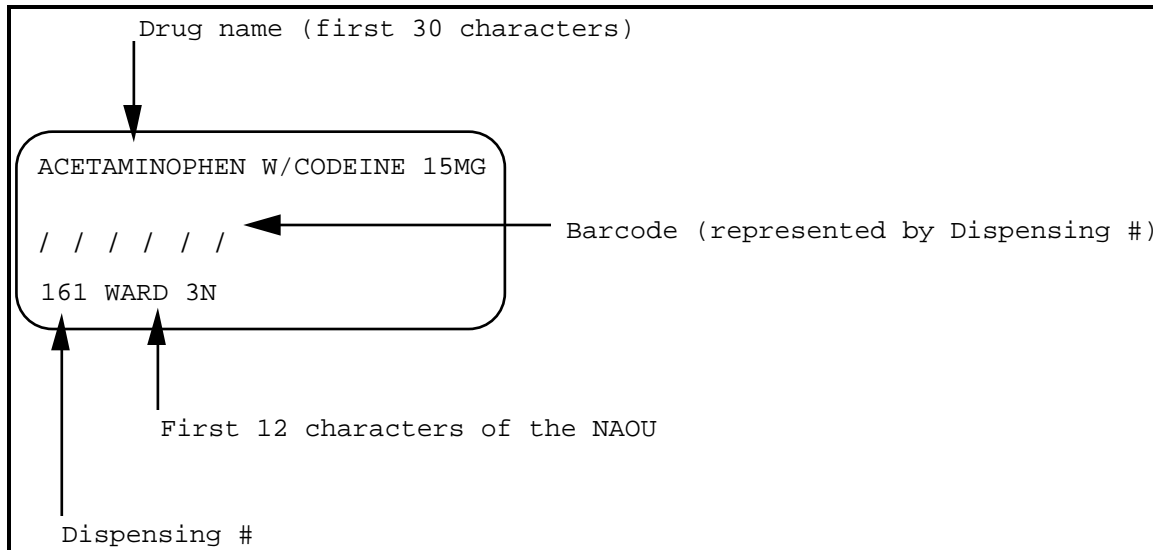 Drug name (first 30 characters)
ACETAMINOPHEN W/CODEINE 15MG
/ / / / / /
Barcode (represented by Dispensing #)
161 WARD 3N
First 12 characters of the NAOU
Dispensing #